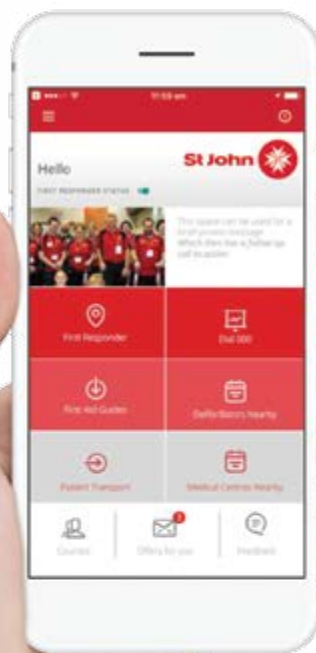 11:59 am
St John
Hello
FIRST RESPONDER STATUS
This space can be used for a
brief promo message.
Which then has a follow up
call to action
First Responder
Dial 000
First Aid Guides
Defibrillators Nearby
Patient Transport
Medical Centres Nearby
Courses
Offers for you
Feedback